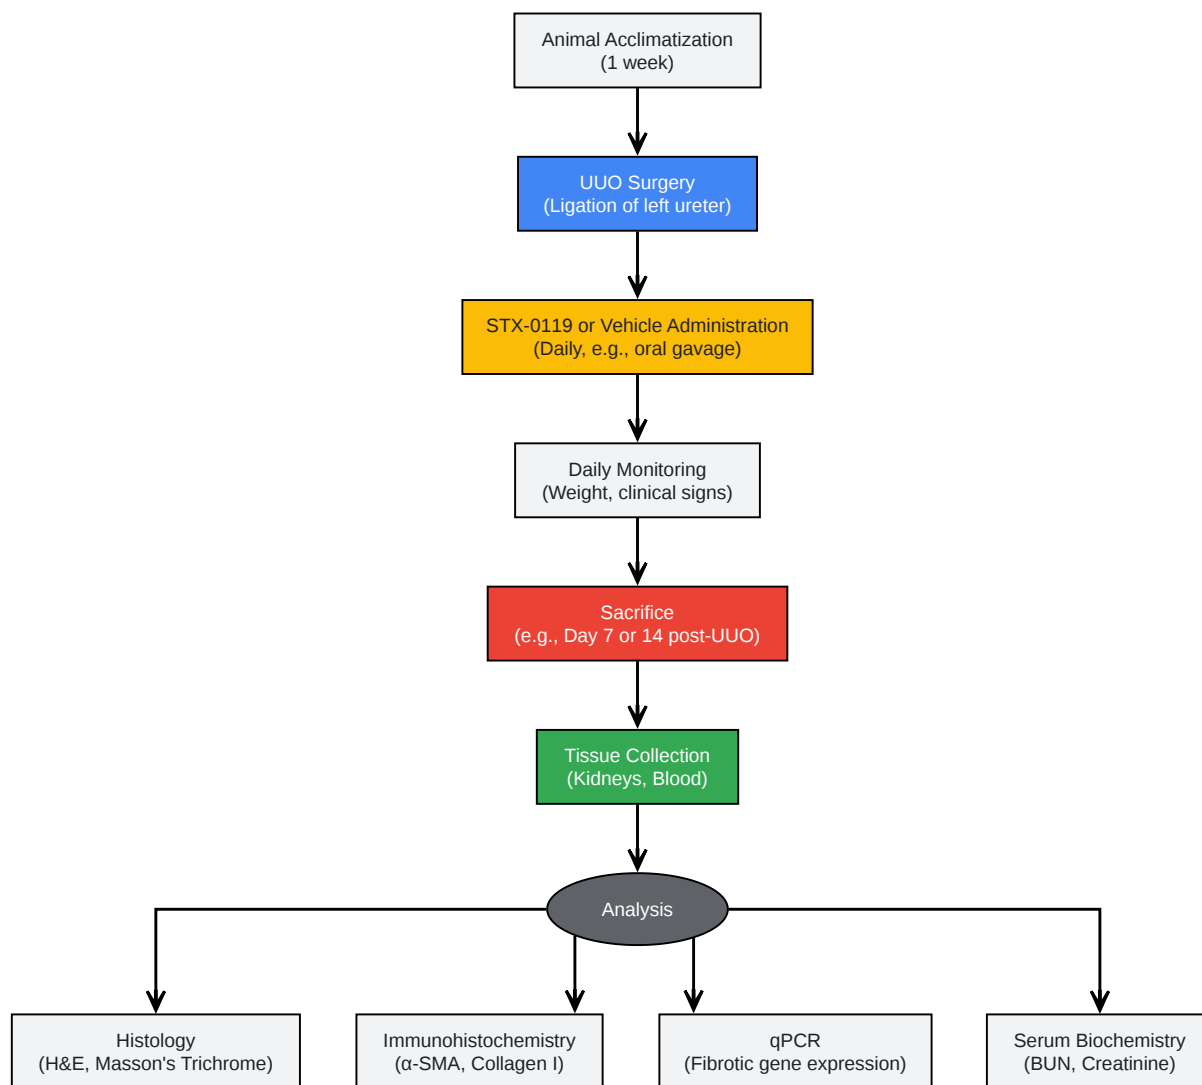 Animal Acclimatization
(1 week)
UUO Surgery
(Ligation of left ureter)
STX-0119 or Vehicle Administration
(Daily, e.g., oral gavage)
Daily Monitoring
(Weight, clinical signs)
Sacrifice
(e.g., Day 7 or 14 post-UUO)
Tissue Collection
(Kidneys, Blood)
Analysis
Histology
(H&E, Masson's Trichrome)
Immunohistochemistry
(α-SMA, Collagen I)
qPCR
(Fibrotic gene expression)
Serum Biochemistry
(BUN, Creatinine)